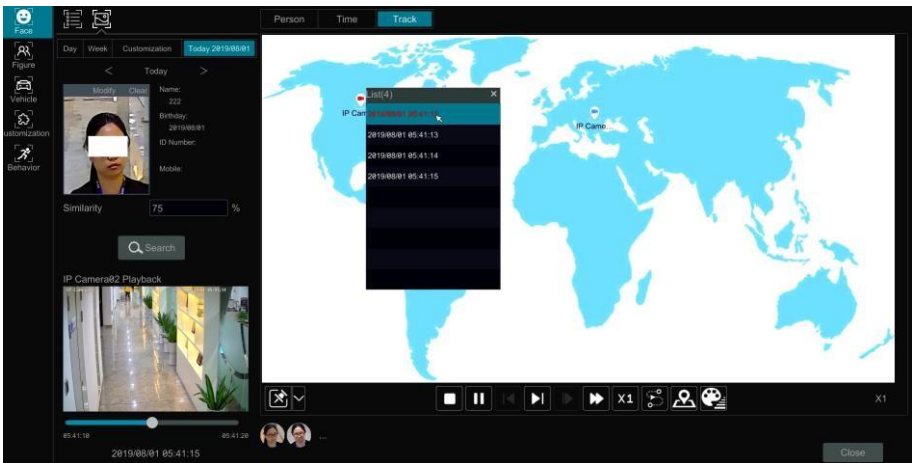 Face
Figure
Vehicle
ustomization
Behavior
Day Week Customization Today 2019/08/01
< Today >
Modify Clear
Name:
222
Birthday:
2019/08/01
ID Number:
Mobile:
Similarity 75 %
Search
IP Camera02 Playback
05:41:10 05:41:20
2019/08/01 05:41:15
Person Time Track
List(4) ×
IP Cam
2019/08/01 05:41:13
2019/08/01 05:41:14
2019/08/01 05:41:15
IP Came...
X1
X1
...
Close